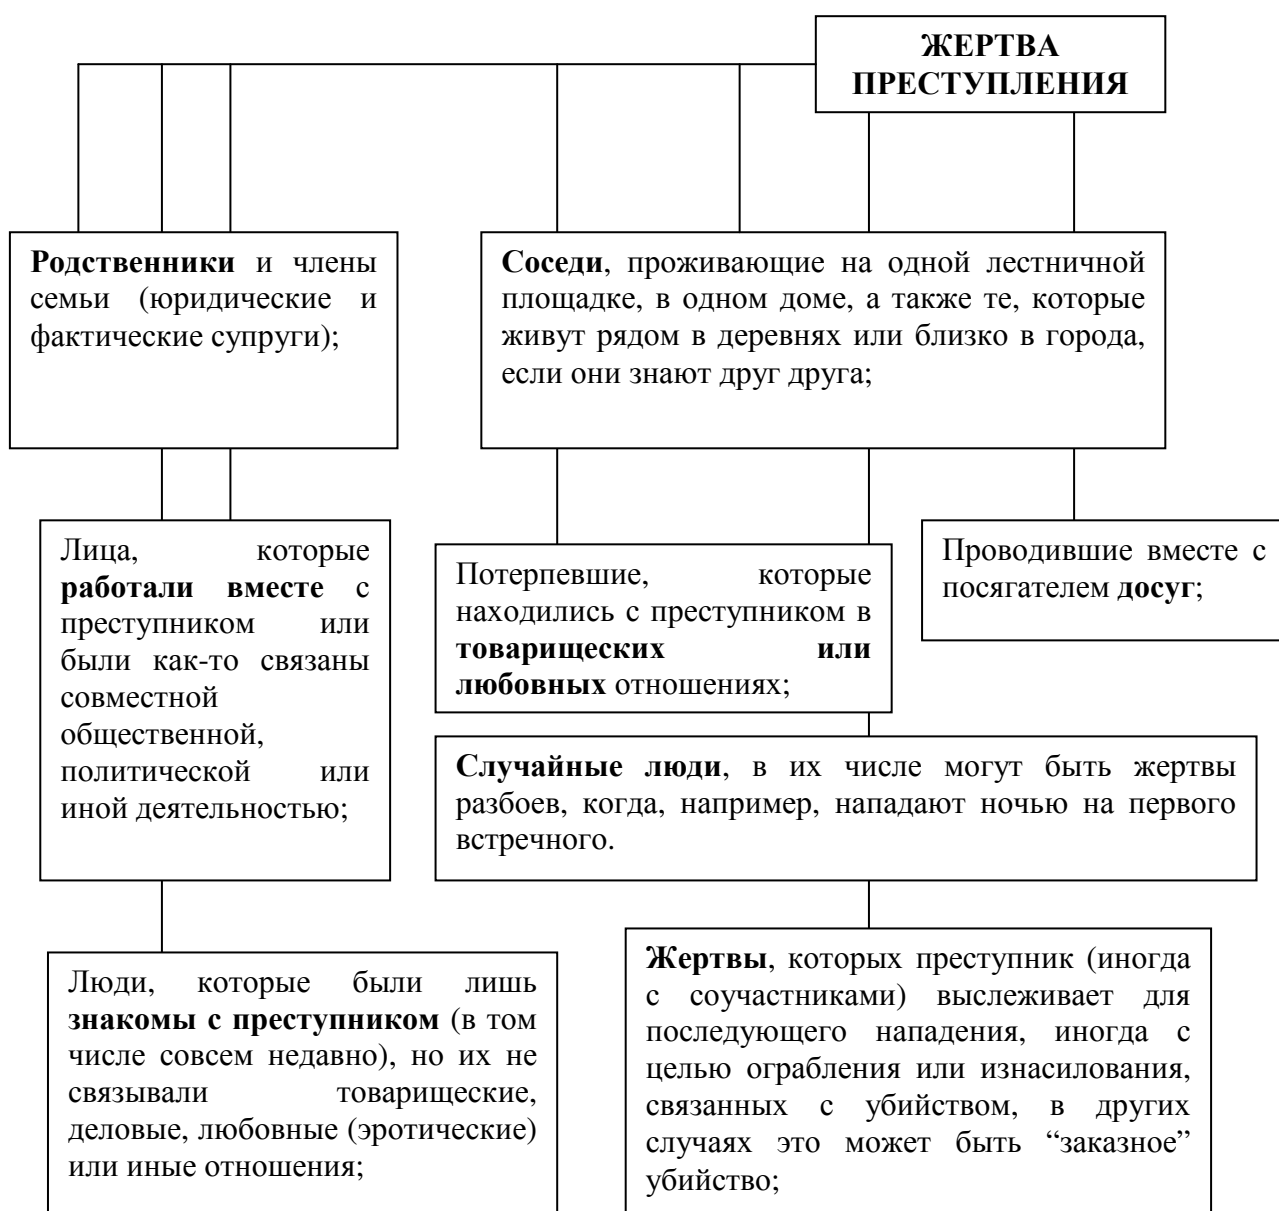 ЖЕРТВА
ПРЕСТУПЛЕНИЯ
Родственники и члены
семьи (юридические и
фактические супруги);
Соседи, проживающие на одной лестничной
площадке, в одном доме, а также те, которые
живут рядом в деревнях или близко в города,
если они знают друг друга;
Лица, которые
работали вместе с
преступником или
были как-то связаны
совместной
общественной,
политической или
иной деятельностью;
Потерпевшие, которые
находились с преступником в
товарищеских или
любовных отношениях;
Проводившие вместе с
посягателем досуг;
Случайные люди, в их числе могут быть жертвы
разбоев, когда, например, нападают ночью на первого
встречного.
Люди, которые были лишь
знакомы с преступником (в том
числе совсем недавно), но их не
связывали товарищеские,
деловые, любовные (эротические)
или иные отношения;
Жертвы, которых преступник (иногда
с соучастниками) выслеживает для
последующего нападения, иногда с
целью ограбления или изнасилования,
связанных с убийством, в других
случаях это может быть “заказное”
убийство;